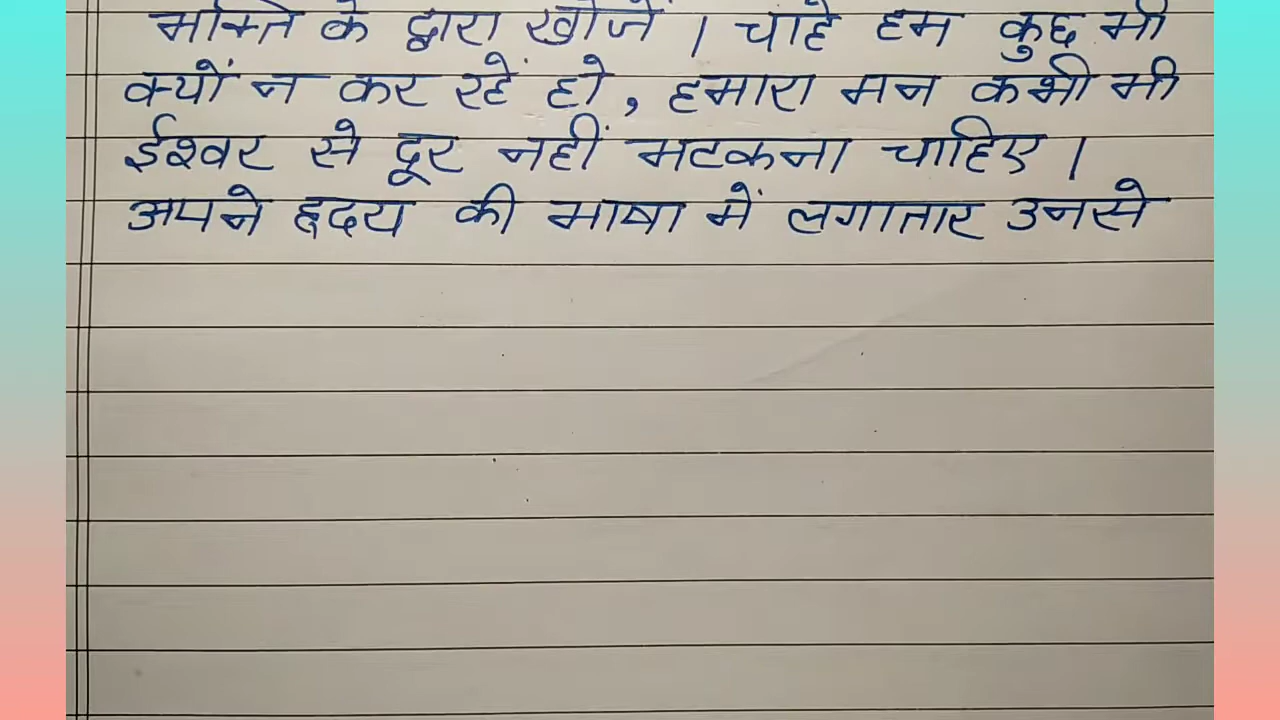 भक्ति के द्वारा खोजें । चाहे हम कुछ भी
क्यों न कर रहें हो, हमारा मन कभी भी
ईश्वर से दूर नहीं भटकना चाहिए ।
अपने हृदय की भाषा में लगातार उनसे